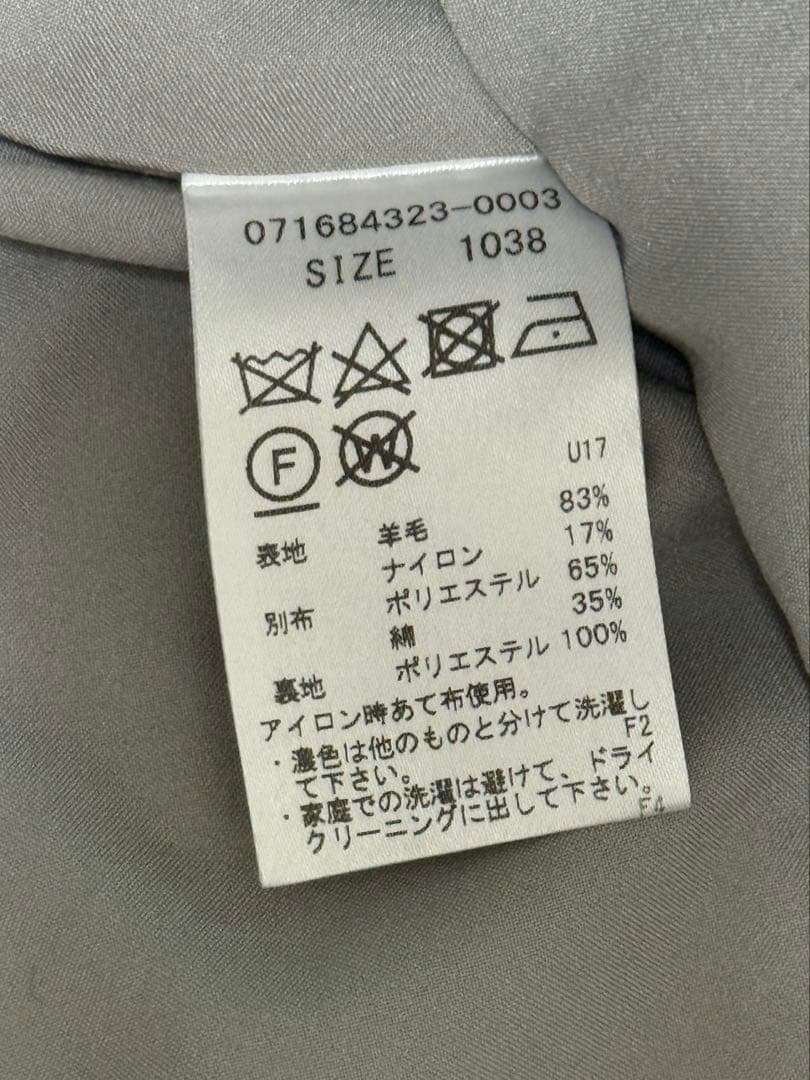 071684323-0003
SIZE 1038
F W
U17
表地 羊毛 83%
ナイロン 17%
別布 ポリエステル 65%
綿 35%
裏地 ポリエステル 100%
アイロン時あて布使用。
・濃色は他のものと分けて洗濯し
て下さい。 F2
・家庭での洗濯は避けて、ドライ
クリーニングに出して下さい。
F4